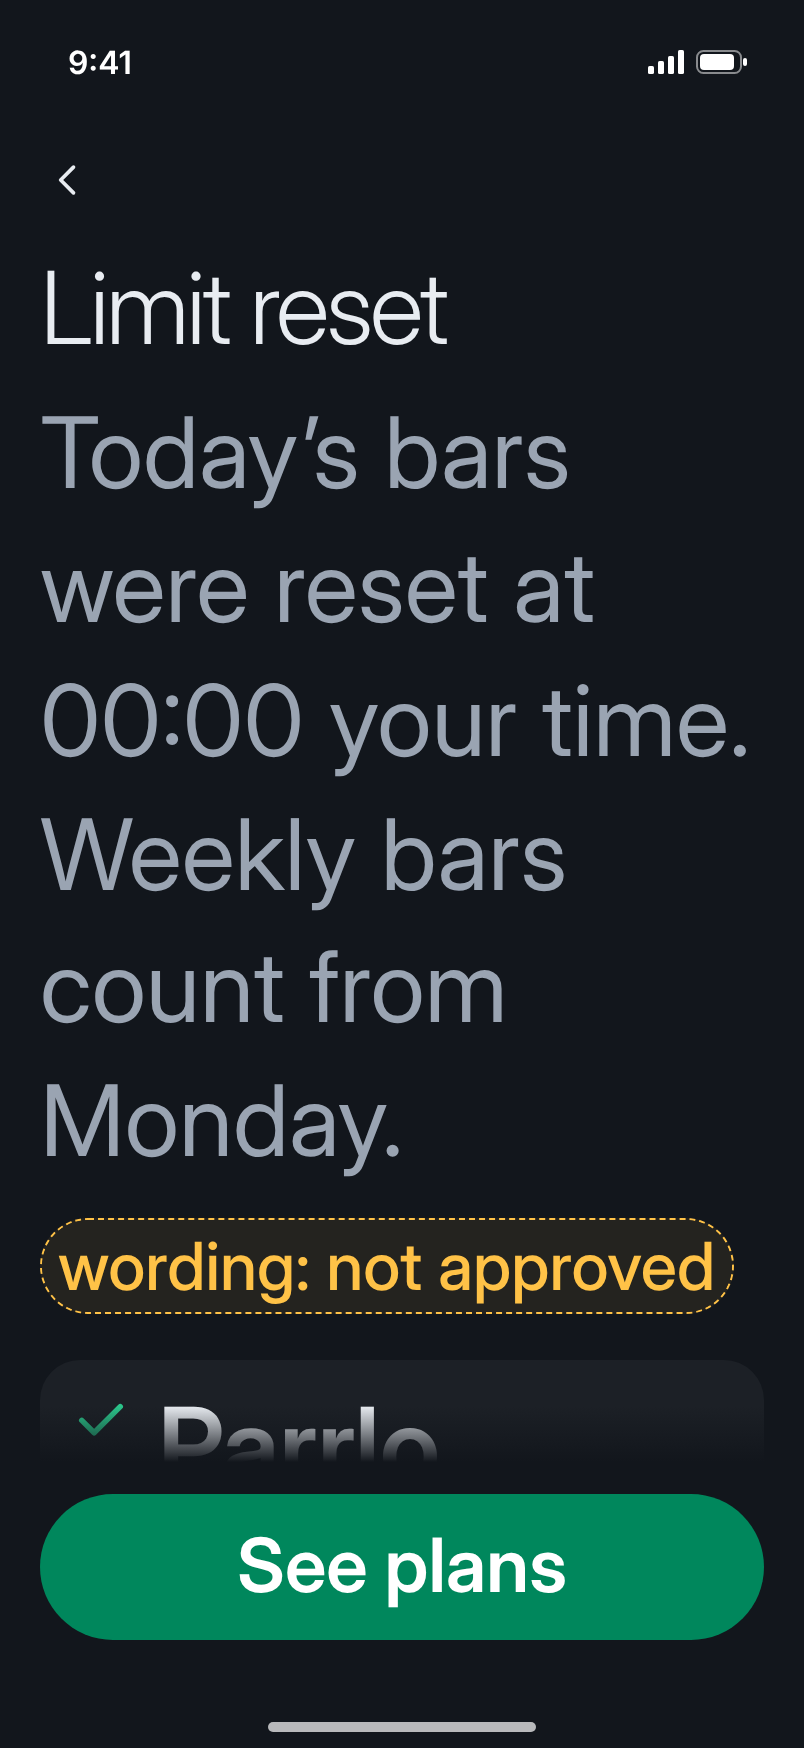 9:41
Limit reset
Today’s bars
were reset at
00:00 your time.
Weekly bars
count from
Monday.
wording: not approved
Parrlo
See plans